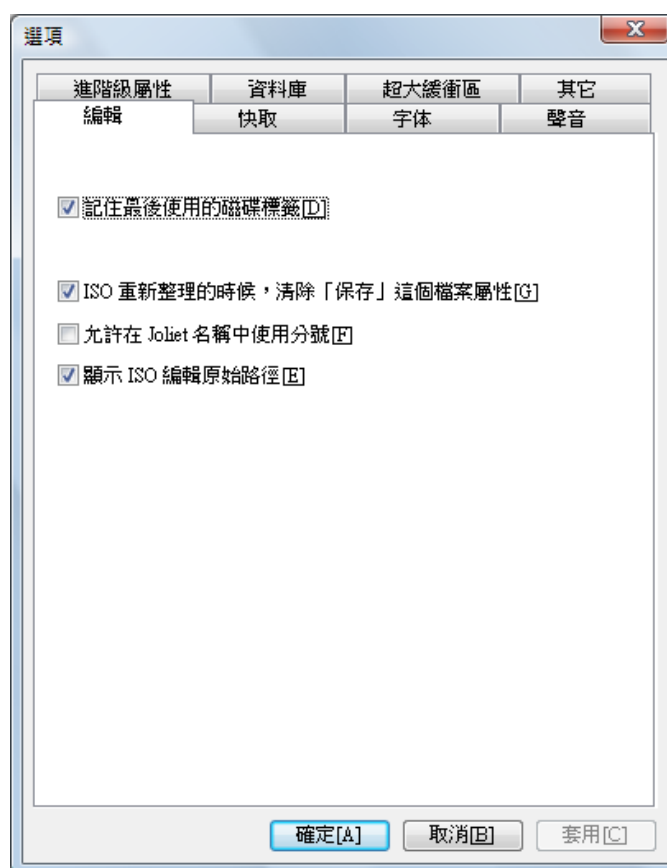 選項
進階級屬性 資料庫 超大緩衝區 其它
編輯 快取 字体 聲音
記住最後使用的磁碟標籤[D]
ISO 重新整理的時候，清除「保存」這個檔案屬性[G]
允許在 Joliet 名稱中使用分號[F]
顯示 ISO 編輯原始路徑[E]
確定[A] 取消[B] 套用[C]